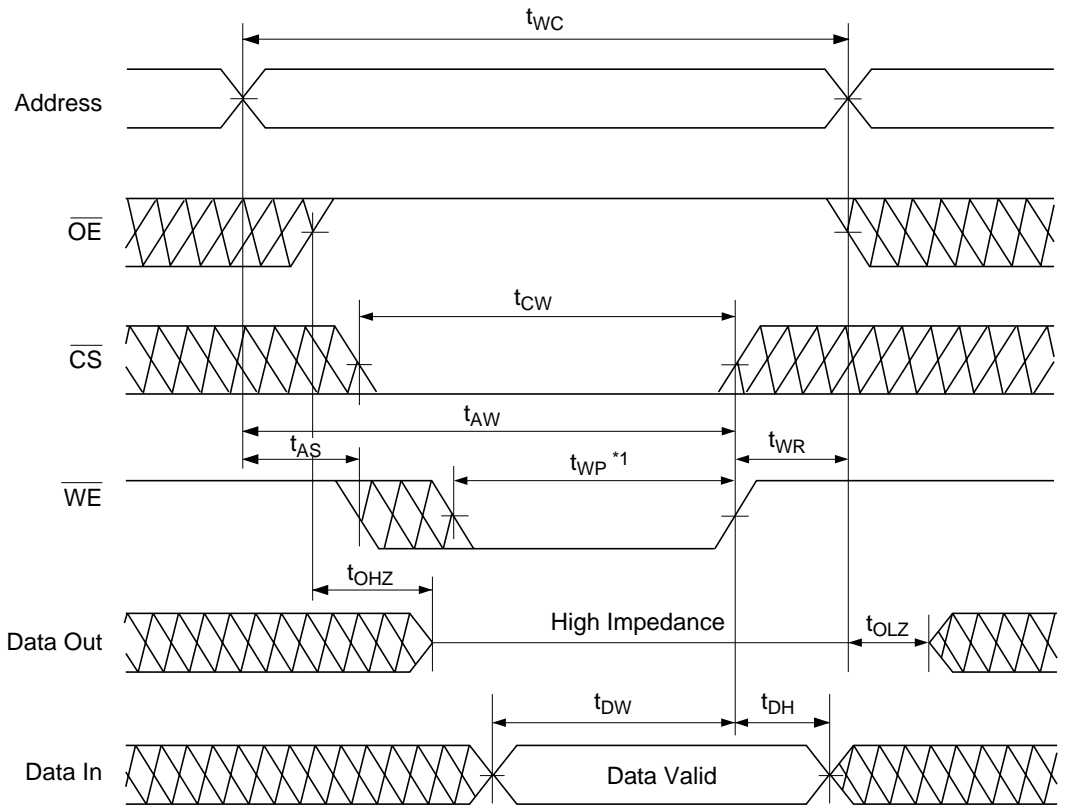 tWC
Address
OE
tCW
CS
tAW
tAS
tWP *1
tWR
WE
tOHZ
High Impedance
tOLZ
Data Out
tDW
tDH
Data In
Data Valid